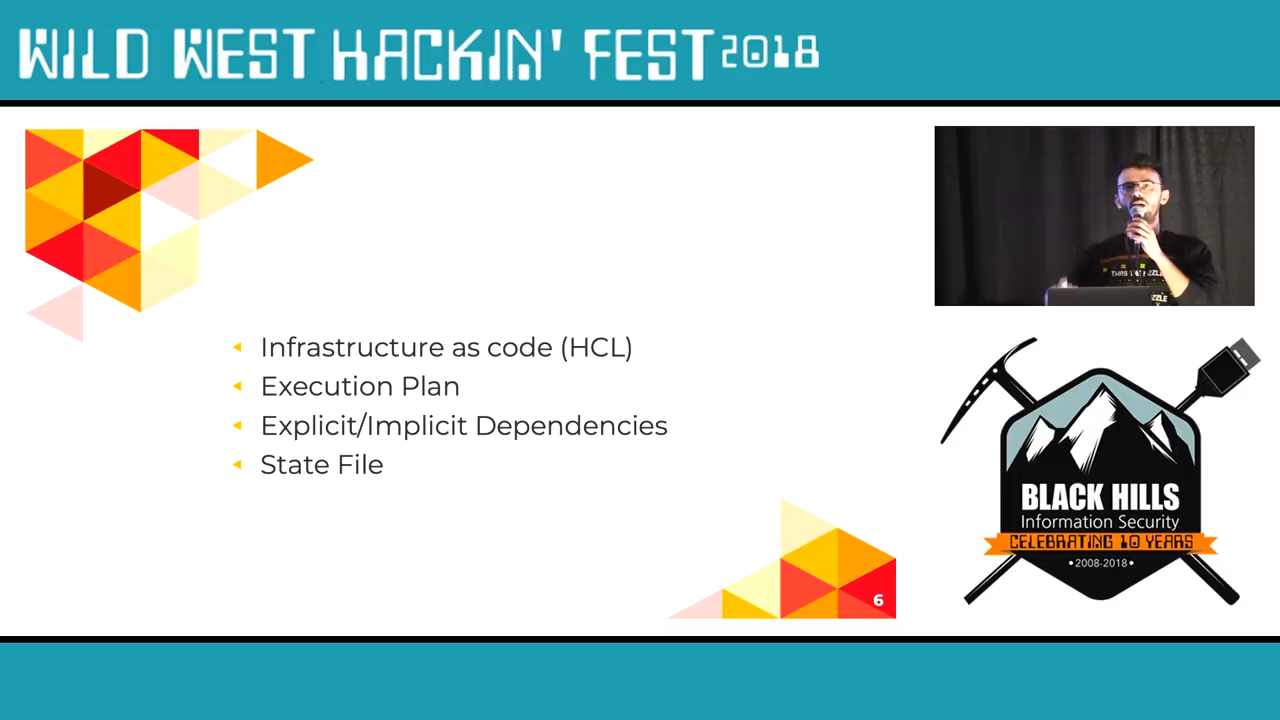 WILD WEST HACKIN' FEST 2018
Infrastructure as code (HCL)
Execution Plan
Explicit/Implicit Dependencies
State File
6
BLACK HILLS
Information Security
CELEBRATING 10 YEARS
•2008-2018•